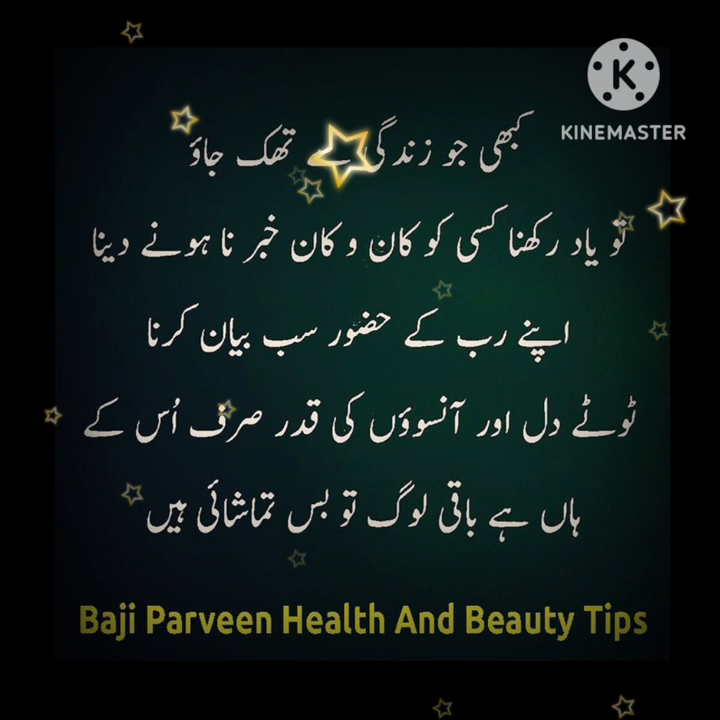 KINEMASTER
کبھی جو زندگی سے تھک جاؤ
تو یاد رکھنا کسی کو کان و کان خبر نا ہونے دینا
اپنے رب کے حضور سب بیان کرنا
ٹوٹے دل اور آنسوؤں کی قدر صرف اُس کے
ہاں ہے باقی لوگ تو بس تماشائی ہیں
Baji Parveen Health And Beauty Tips